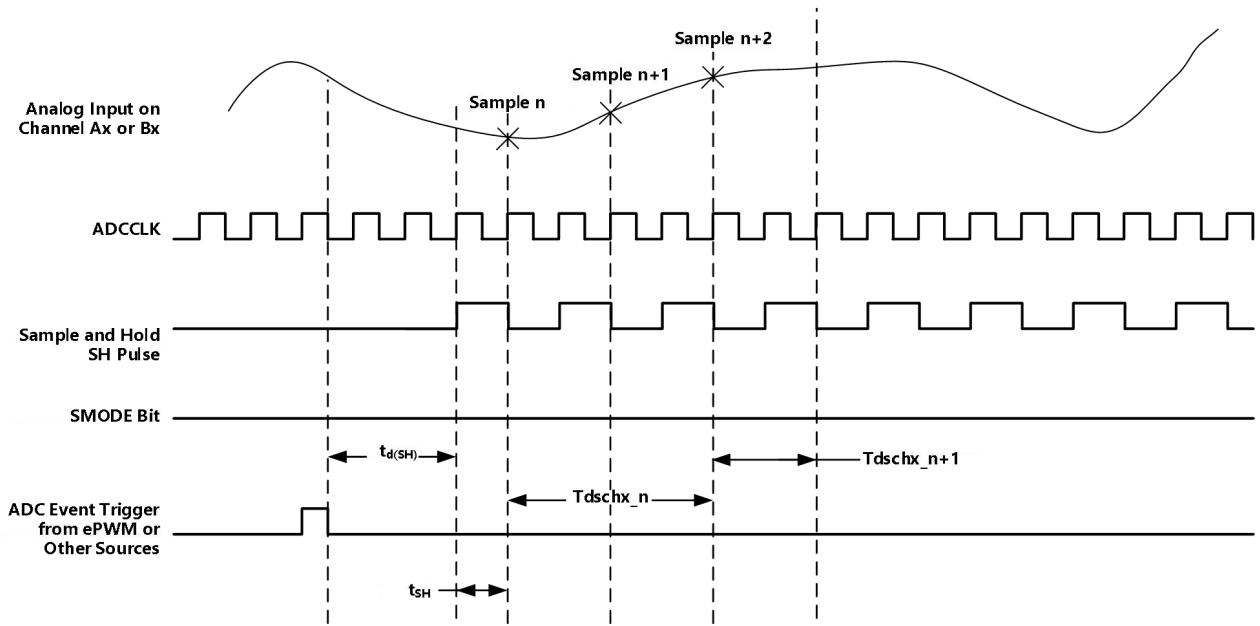 Sample n+2
Sample n+1
Sample n
Analog Input on
Channel Ax or Bx
ADCCLK
Sample and Hold
SH Pulse
SMODE Bit
td(SH)
Tdschx_n+1
Tdschx_n
ADC Event Trigger
from ePWM or
Other Sources
tSH